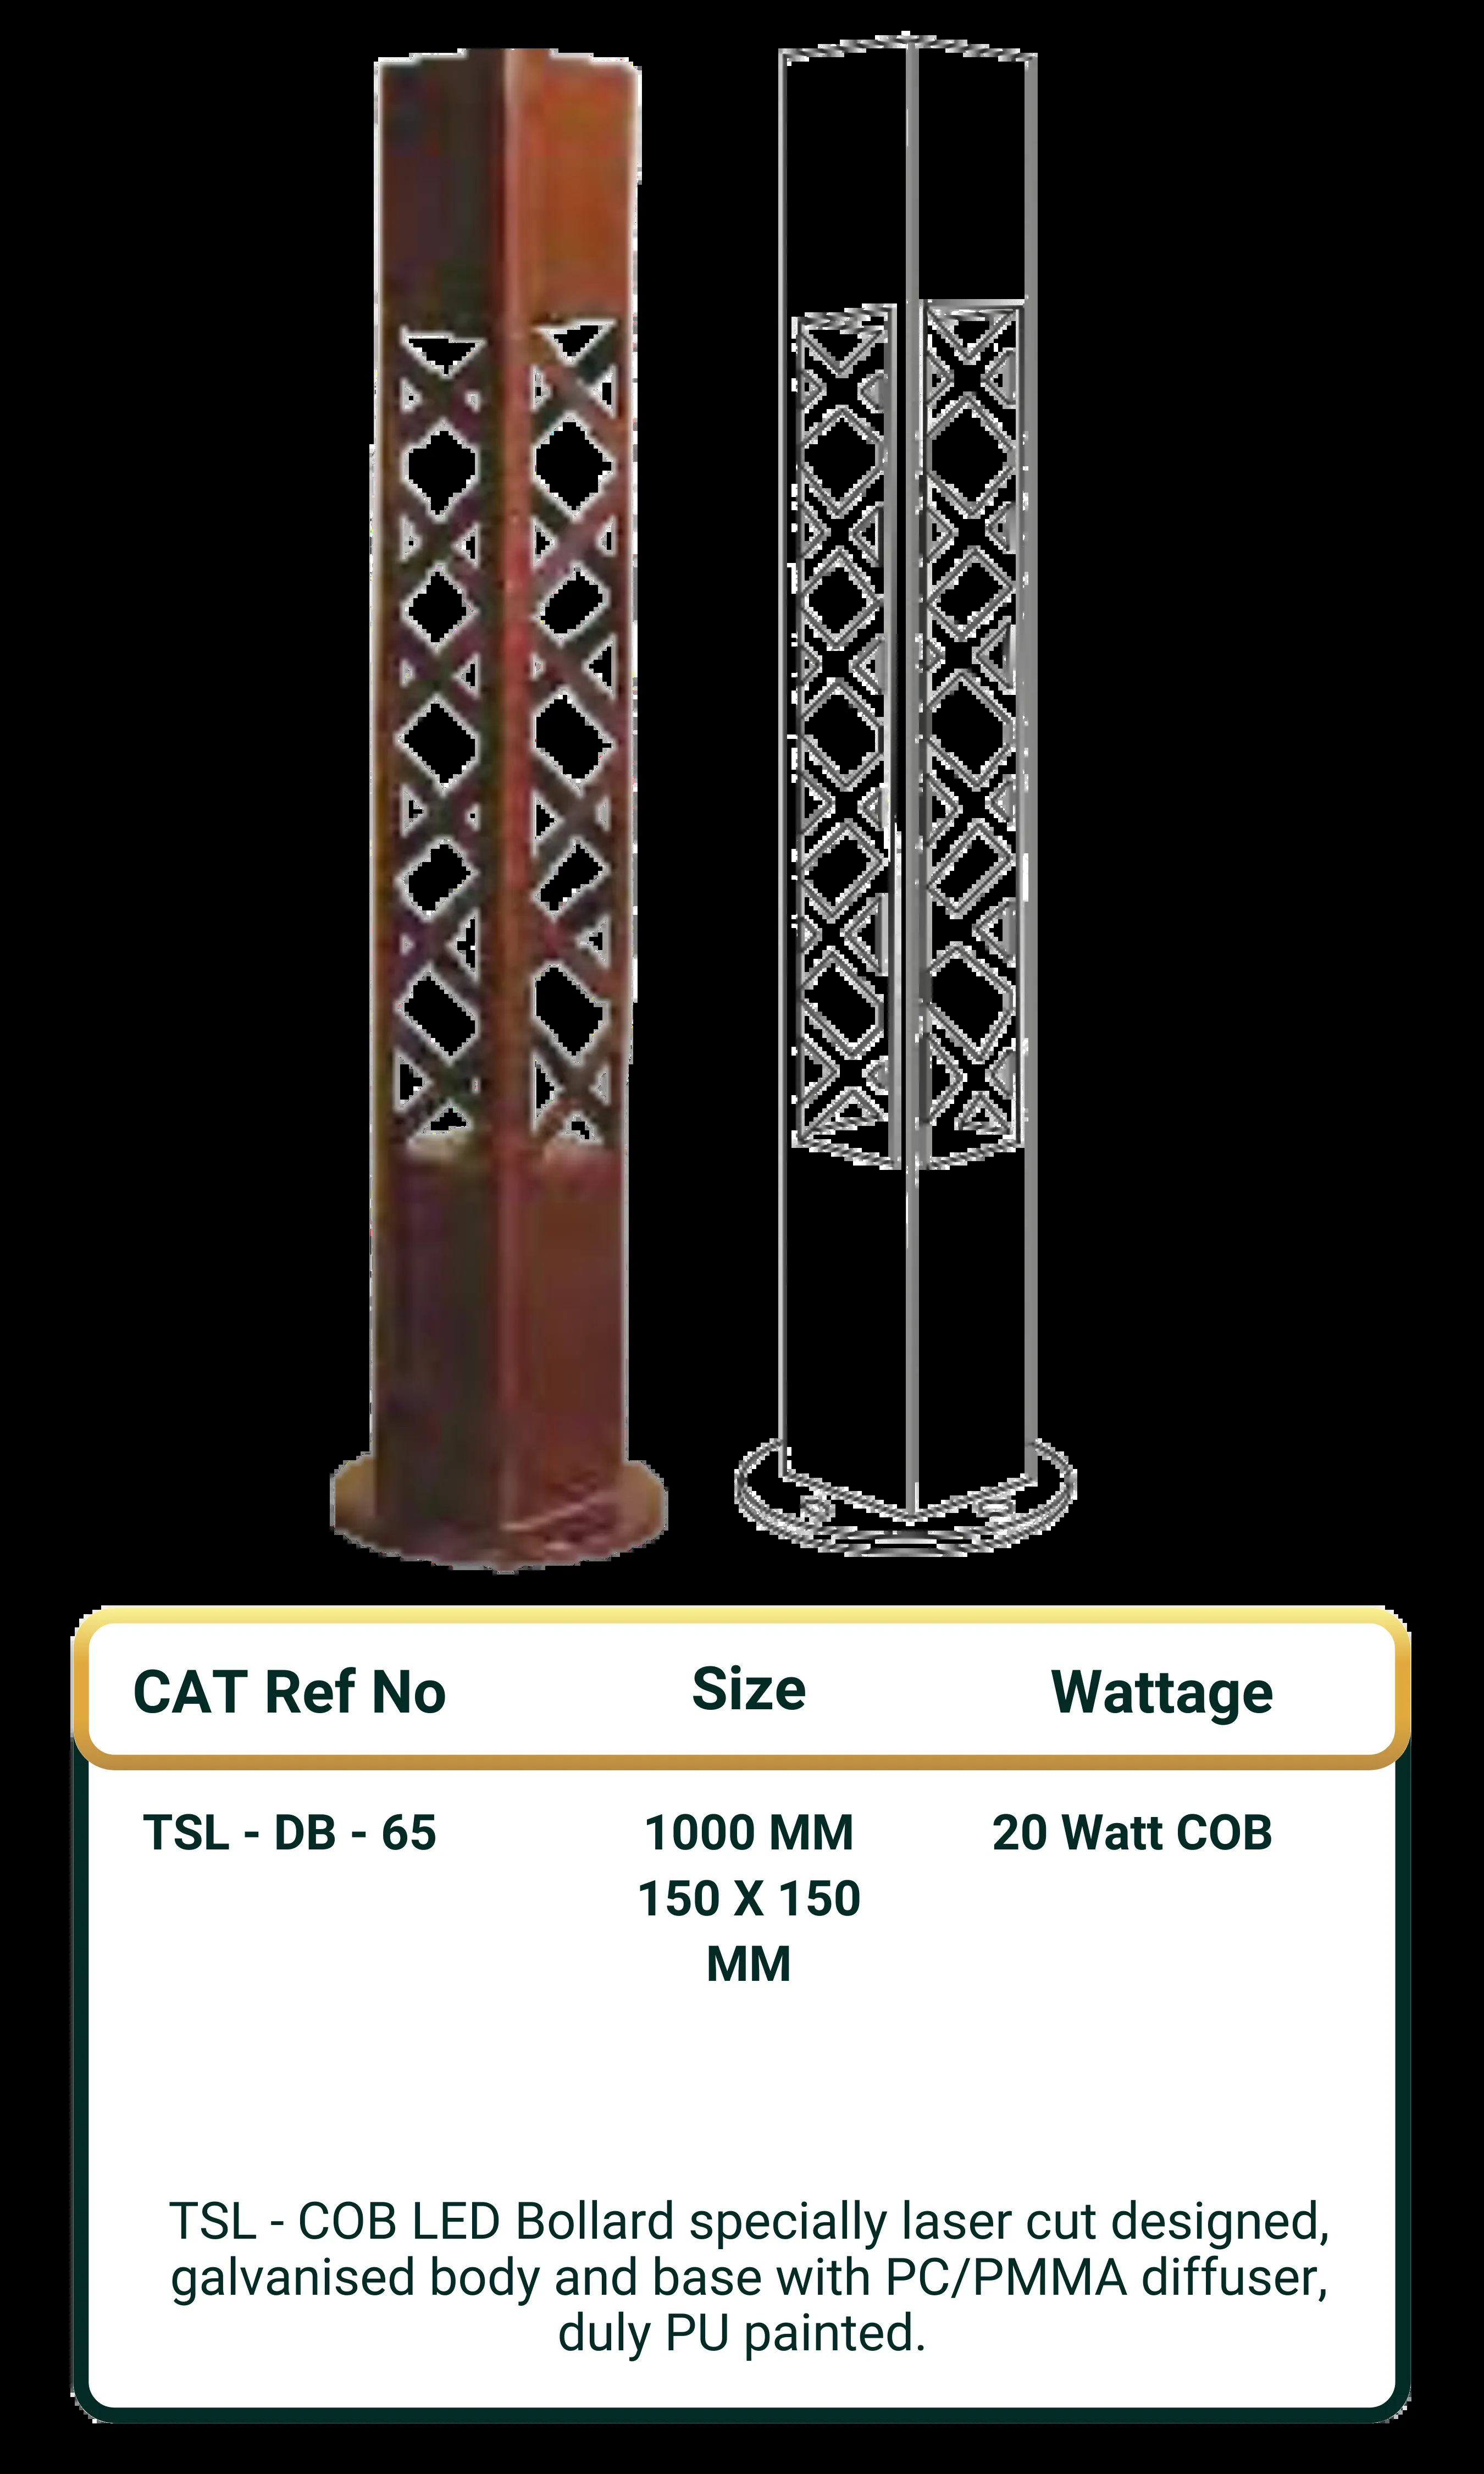 CAT Ref No Size Wattage
TSL - DB - 65 1000 MM 20 Watt COB
150 X 150
MM
TSL - COB LED Bollard specially laser cut designed,
galvanised body and base with PC/PMMA diffuser,
duly PU painted.